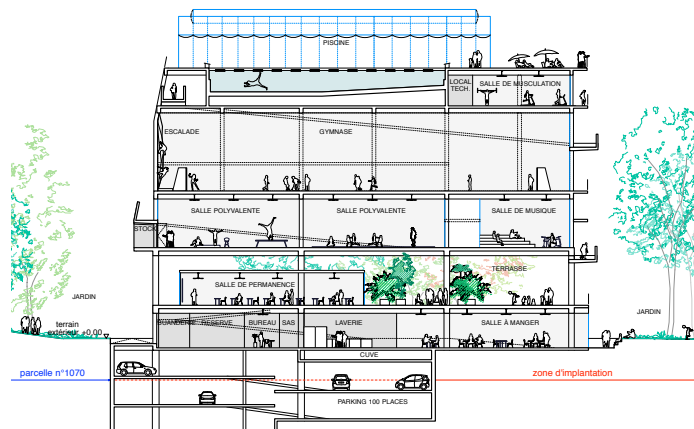 PISCINE
LOCAL
TECH.
SALLE DE MUSCULATION
ESCALADE
GYMNASE
SALLE POLYVALENTE
SALLE POLYVALENTE
SALLE DE MUSIQUE
STOCK
TERRASSE
SALLE DE PERMANENCE
JARDIN
JARDIN
terrain
extérieur +0,00
BUANDERIE
RESERVE
BUREAU
SAS
LAVERIE
SALLE À MANGER
CUVE
parcelle n°1070
zone d'implantation
PARKING 100 PLACES